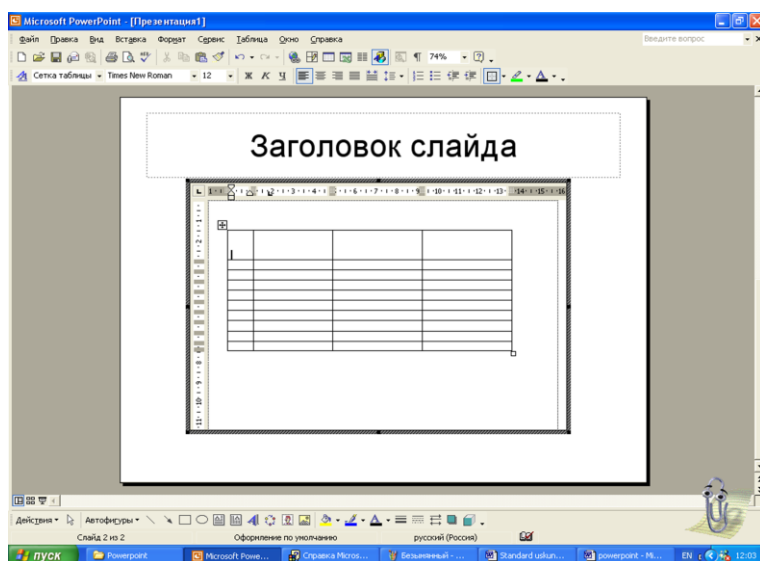 Microsoft PowerPoint - [Презентация1]
Файл Правка Вид Вставка Формат Сервис Таблица Окно Справка Введите вопрос
74%
Сетка таблицы Times New Roman 12 Ж К Ч
Заголовок слайда
Действия Автофигуры
Слайд 2 из 2 Оформление по умолчанию русский (Россия)
пуск Powerpoint Microsoft Powe... Справка Micros... Безымянный - ... Standard uskun... powerpoint - Mi... EN 12:03